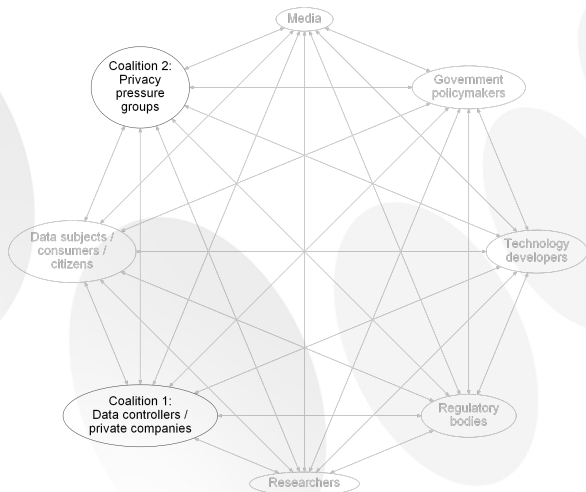 Media
Coalition 2:
Privacy
pressure
groups
Government
policymakers
Data subjects /
consumers /
citizens
Technology
developers
Coalition 1:
Data controllers /
private companies
Regulatory
bodies
Researchers